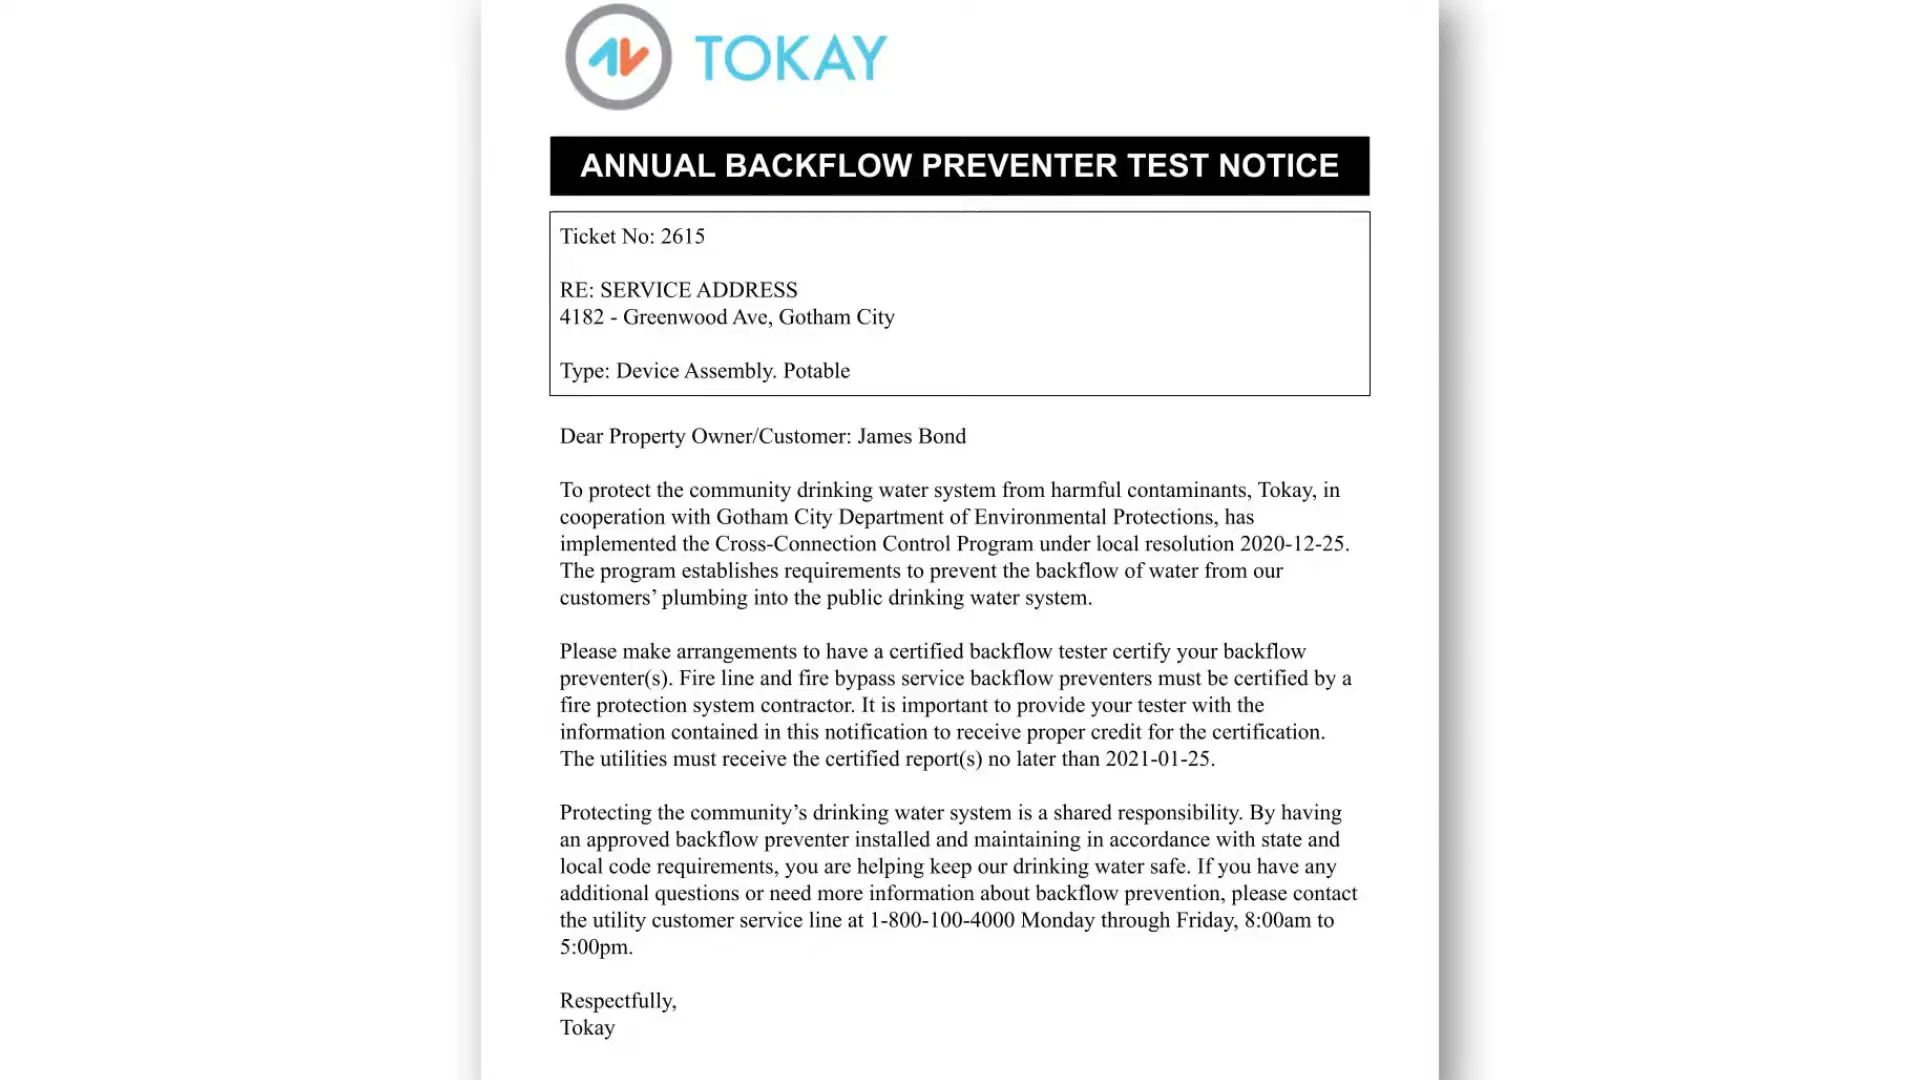 TOKAY
ANNUAL BACKFLOW PREVENTER TEST NOTICE
Ticket No: 2615
RE: SERVICE ADDRESS
4182 - Greenwood Ave, Gotham City
Type: Device Assembly. Potable
Dear Property Owner/Customer: James Bond
To protect the community drinking water system from harmful contaminants, Tokay, in
cooperation with Gotham City Department of Environmental Protections, has
implemented the Cross-Connection Control Program under local resolution 2020-12-25.
The program establishes requirements to prevent the backflow of water from our
customers’ plumbing into the public drinking water system.
Please make arrangements to have a certified backflow tester certify your backflow
preventer(s). Fire line and fire bypass service backflow preventers must be certified by a
fire protection system contractor. It is important to provide your tester with the
information contained in this notification to receive proper credit for the certification.
The utilities must receive the certified report(s) no later than 2021-01-25.
Protecting the community’s drinking water system is a shared responsibility. By having
an approved backflow preventer installed and maintaining in accordance with state and
local code requirements, you are helping keep our drinking water safe. If you have any
additional questions or need more information about backflow prevention, please contact
the utility customer service line at 1-800-100-4000 Monday through Friday, 8:00am to
5:00pm.
Respectfully,
Tokay